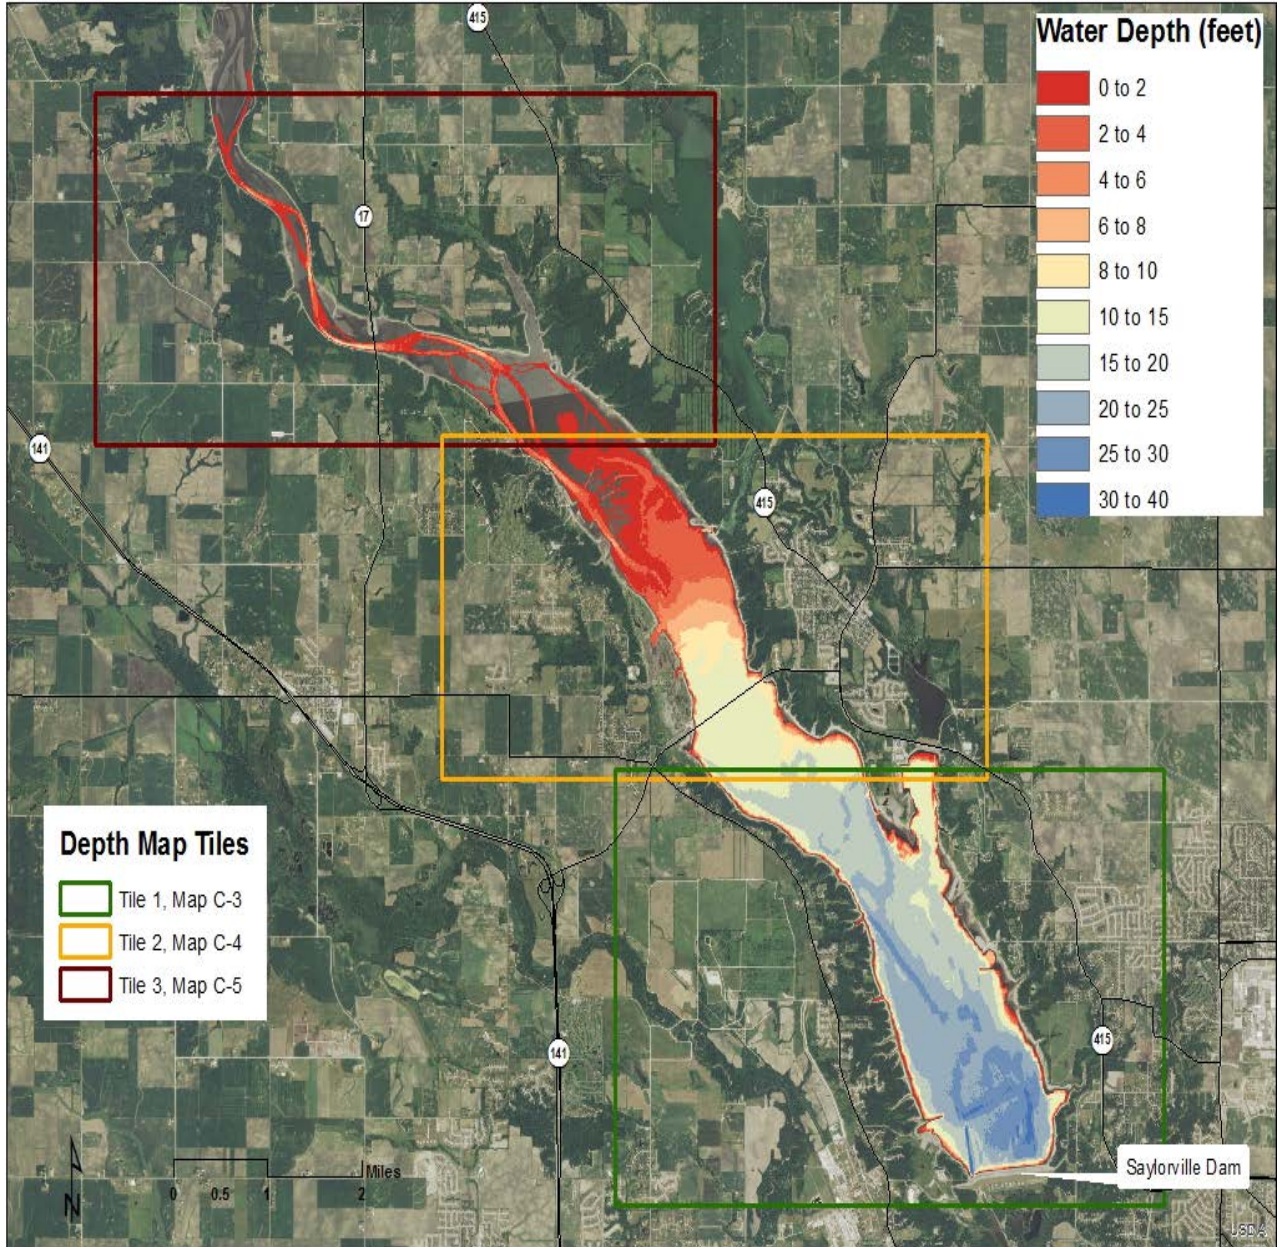 415
Water Depth (feet)
0 to 2
2 to 4
4 to 6
6 to 8
8 to 10
10 to 15
15 to 20
20 to 25
25 to 30
30 to 40
17
141
415
Depth Map Tiles
Tile 1, Map C-3
Tile 2, Map C-4
Tile 3, Map C-5
141
415
Saylorville Dam
N
Miles
0 0.5 1 2
USDA